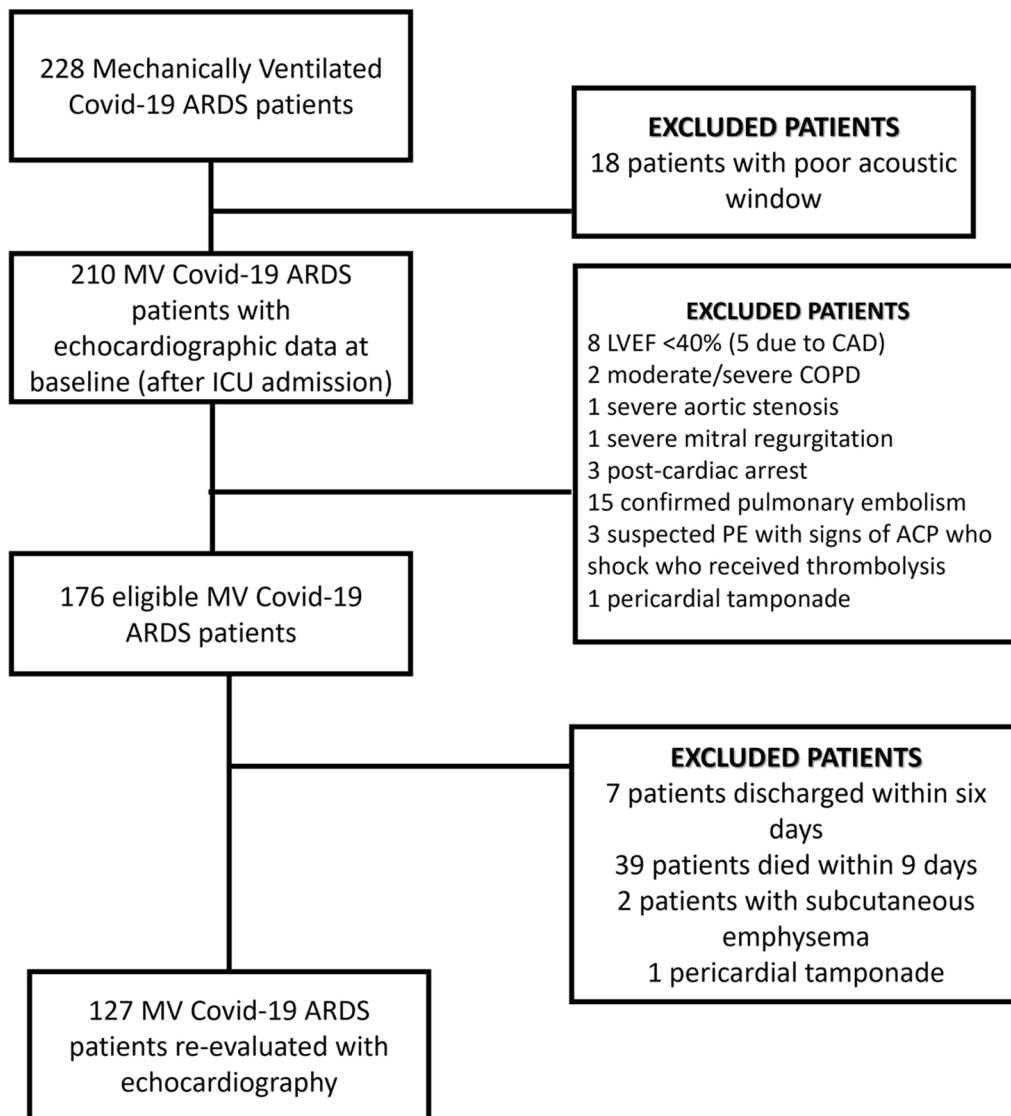 228 Mechanically Ventilated
Covid-19 ARDS patients
EXCLUDED PATIENTS
18 patients with poor acoustic
window
210 MV Covid-19 ARDS
patients with
echocardiographic data at
baseline (after ICU admission)
EXCLUDED PATIENTS
8 LVEF <40% (5 due to CAD)
2 moderate/severe COPD
1 severe aortic stenosis
1 severe mitral regurgitation
3 post-cardiac arrest
15 confirmed pulmonary embolism
3 suspected PE with signs of ACP who
shock who received thrombolysis
1 pericardial tamponade
176 eligible MV Covid-19
ARDS patients
EXCLUDED PATIENTS
7 patients discharged within six
days
39 patients died within 9 days
2 patients with subcutaneous
emphysema
1 pericardial tamponade
127 MV Covid-19 ARDS
patients re-evaluated with
echocardiography